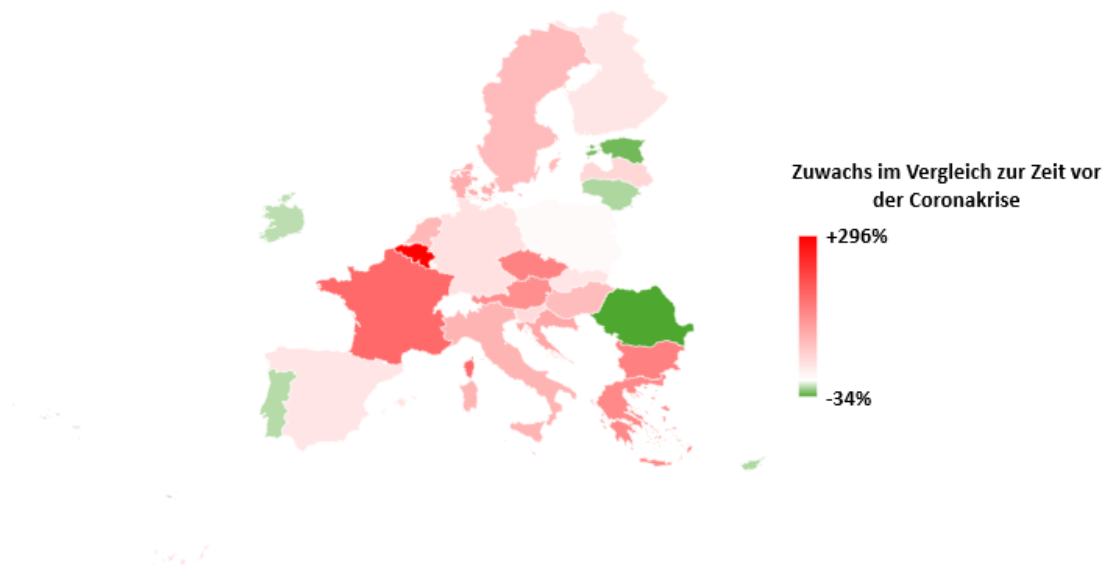 Zuwachs im Vergleich zur Zeit vor
der Coronakrise
+296%
-34%